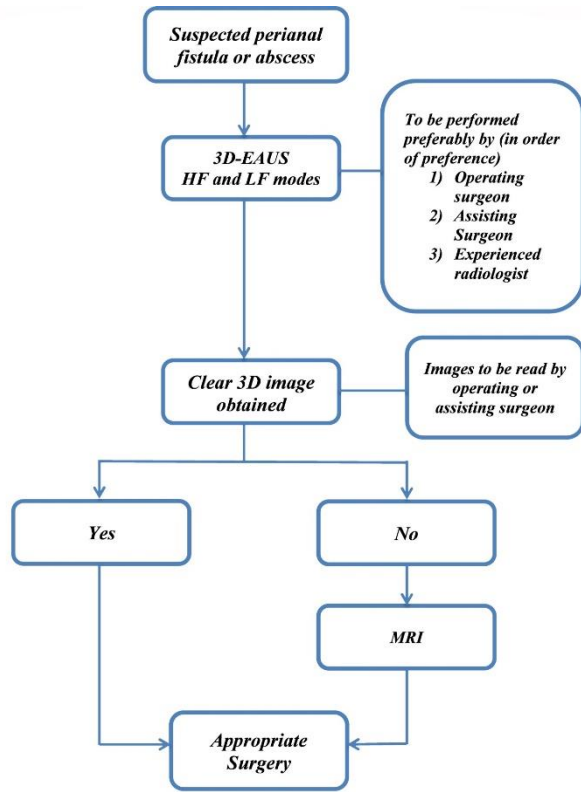 Suspected perianal
fistula or abscess
3D-EAUS
HF and LF modes
To be performed
preferably by (in order
of preference)
1) Operating
surgeon
2) Assisting
Surgeon
3) Experienced
radiologist
Clear 3D image
obtained
Images to be read by
operating or
assisting surgeon
Yes
No
MRI
Appropriate
Surgery